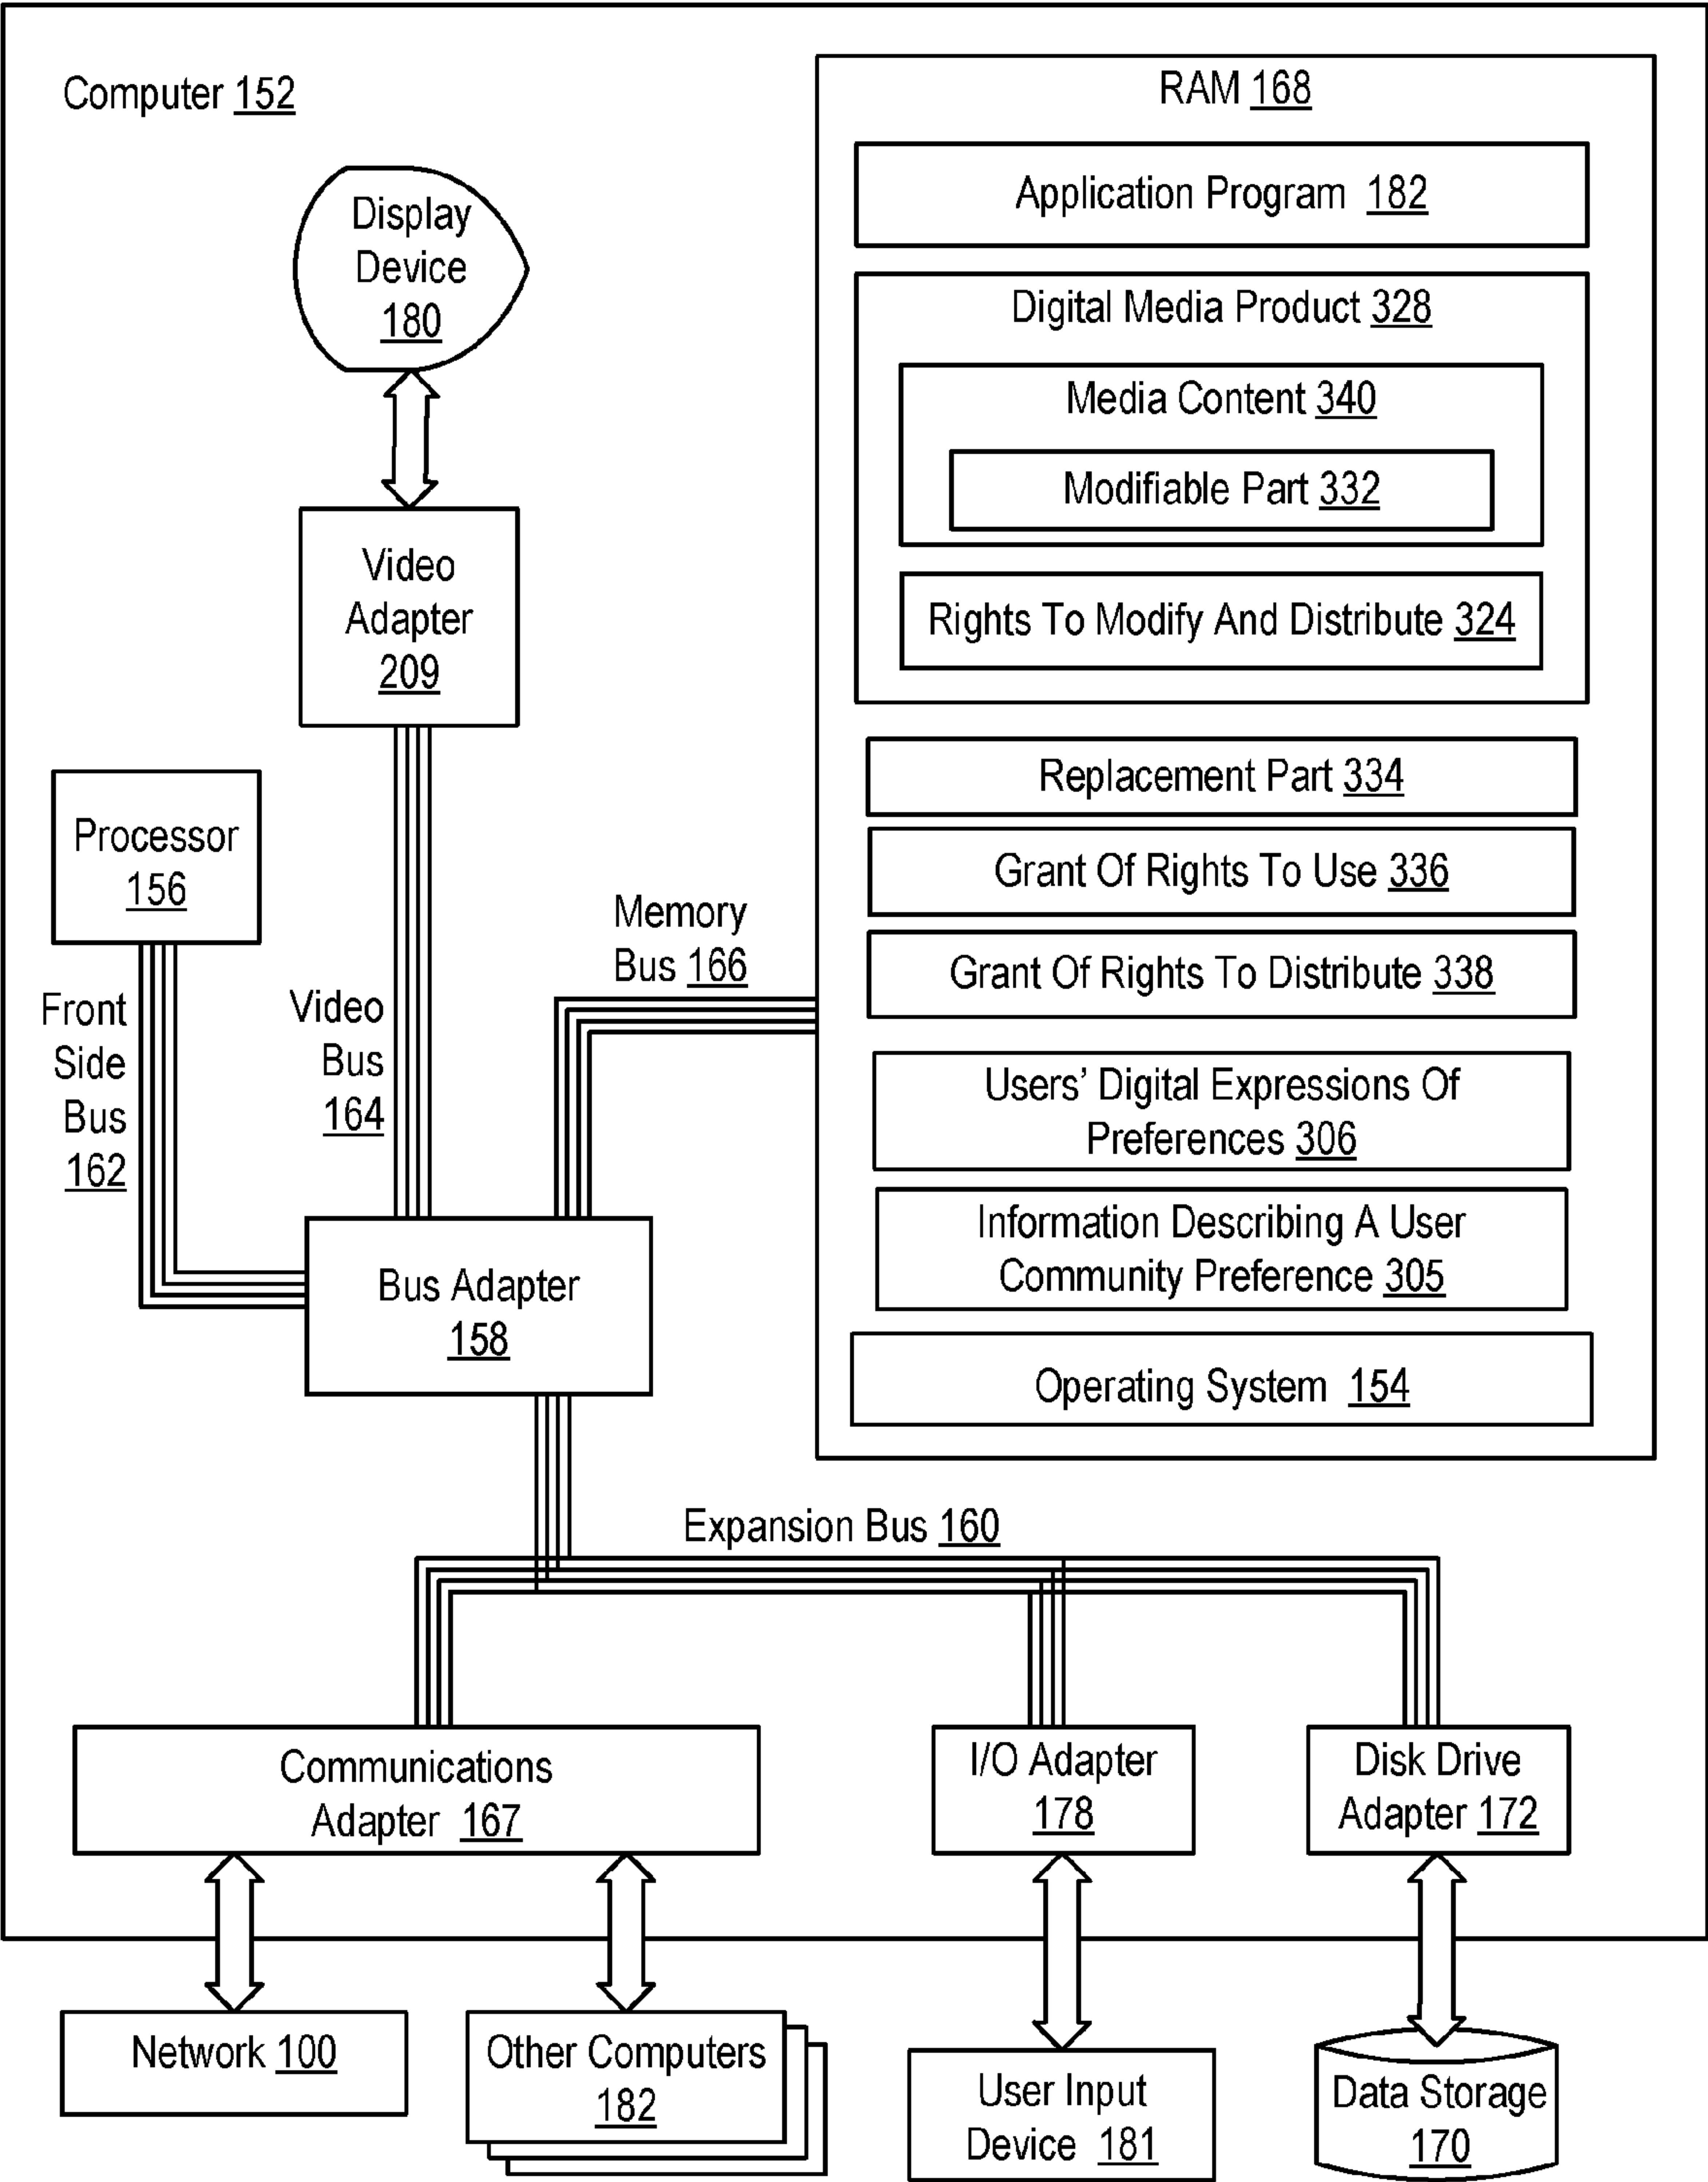 Computer 152
RAM 168
Application Program 182
Digital Media Product 328
Media Content 340
Modifiable Part 332
Rights To Modify And Distribute 324
Replacement Part 334
Grant Of Rights To Use 336
Grant Of Rights To Distribute 338
Users’ Digital Expressions Of
Preferences 306
Information Describing A User
Community Preference 305
Operating System 154
Display
Device
180
Video
Adapter
209
Processor
156
Front
Side
Bus
162
Video
Bus
164
Memory
Bus 166
Bus Adapter
158
Expansion Bus 160
Communications
Adapter 167
I/O Adapter
178
Disk Drive
Adapter 172
Network 100
Other Computers
182
User Input
Device 181
Data Storage
170